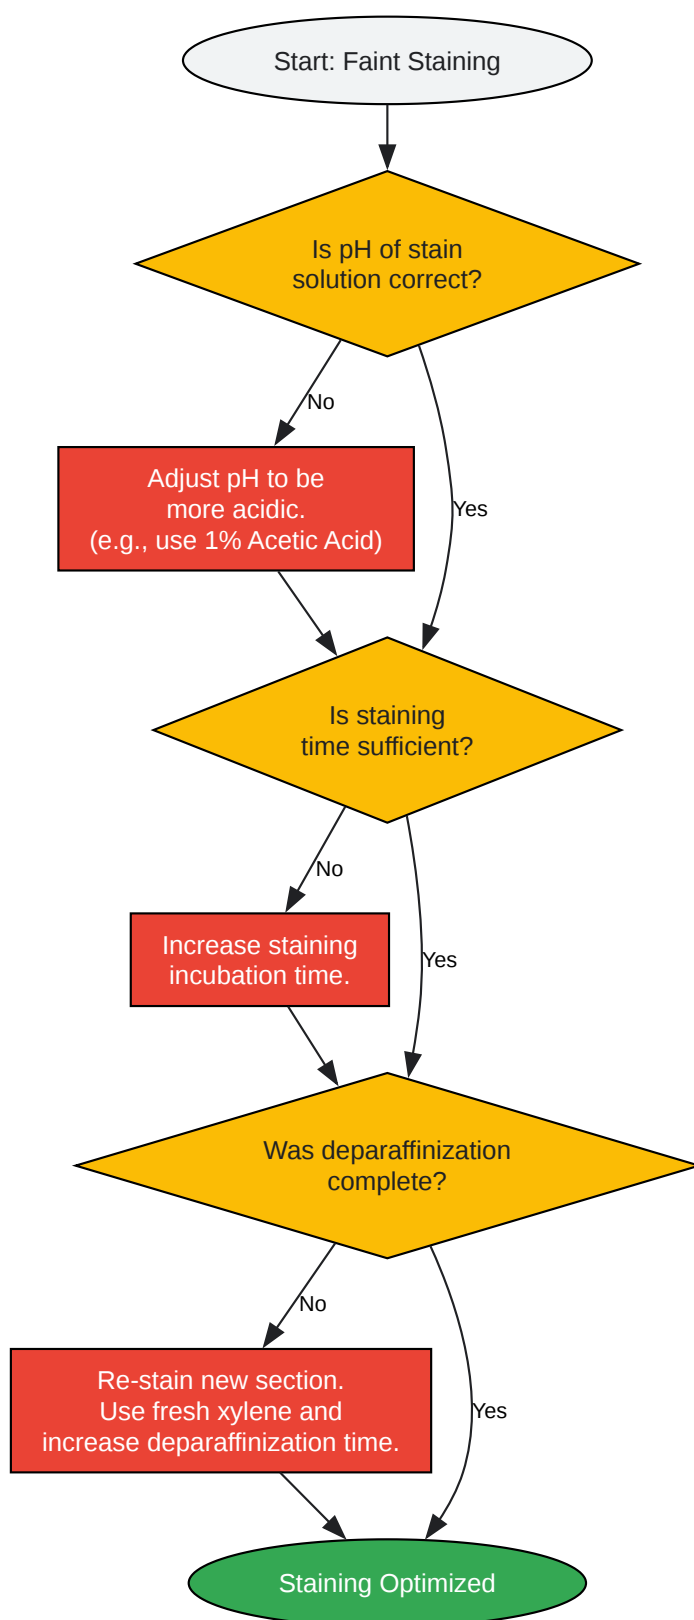 Start: Faint Staining
Is pH of stain
solution correct?
No
Adjust pH to be
more acidic.
(e.g., use 1% Acetic Acid)
Yes
Is staining
time sufficient?
No
Increase staining
incubation time.
Yes
Was deparaffinization
complete?
No
Re-stain new section.
Use fresh xylene and
increase deparaffinization time.
Yes
Staining Optimized